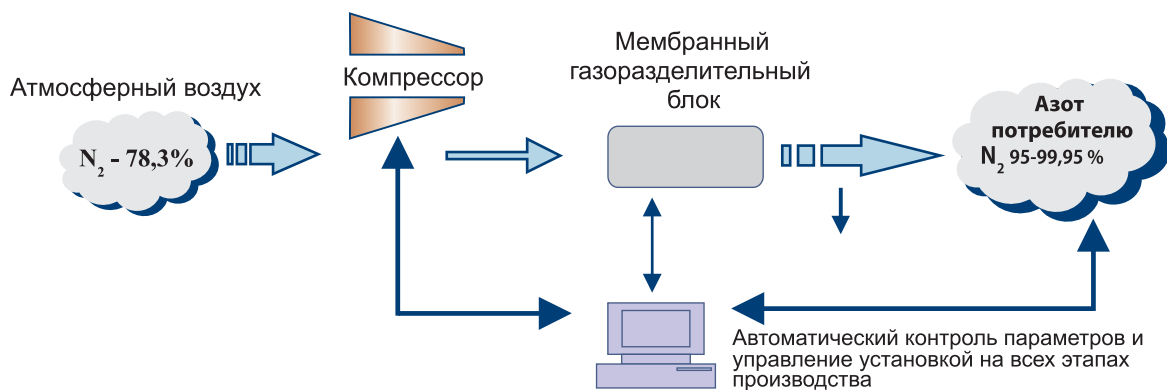 Атмосферный воздух
N2 - 78,3%
Компрессор
Мембранный
газоразделительный
блок
Азот
потребителю
N2 95-99,95 %
Автоматический контроль параметров и
управление установкой на всех этапах
производства